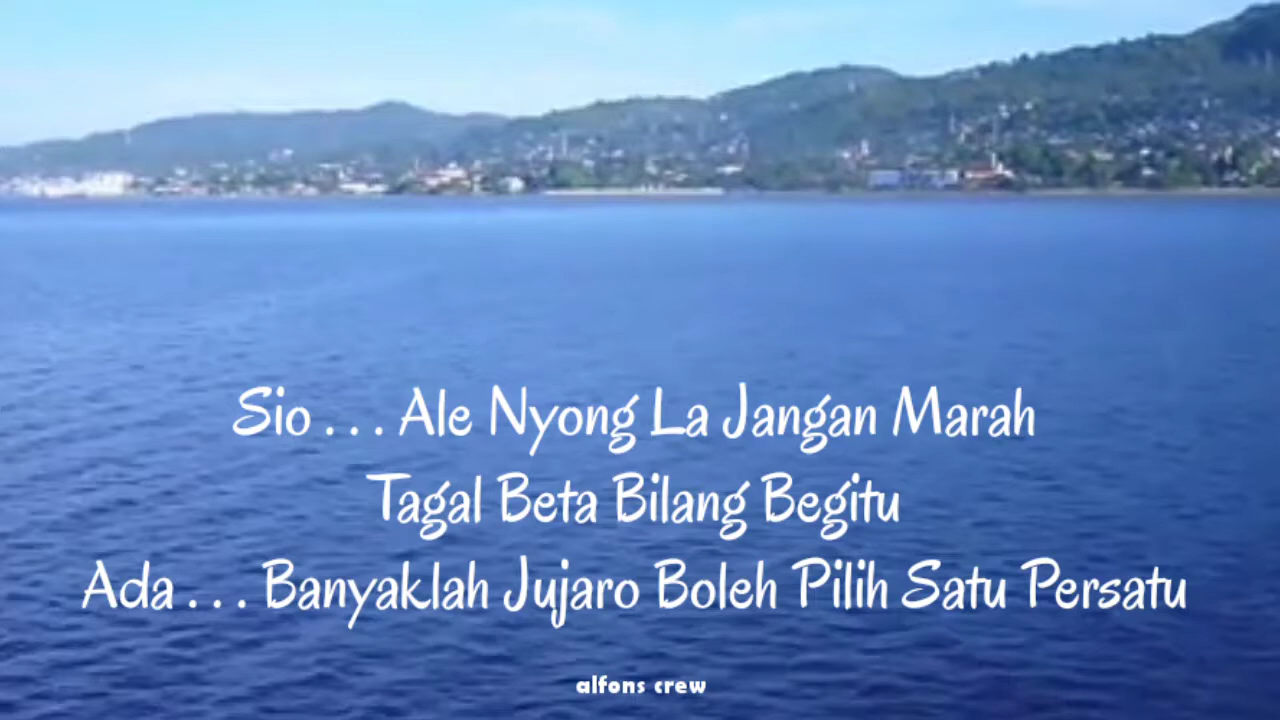 Sio . . . Ale Nyong La Jangan Marah
Tagal Beta Bilang Begitu
Ada . . . Banyaklah Jujaro Boleh Pilih Satu Persatu
alfons crew